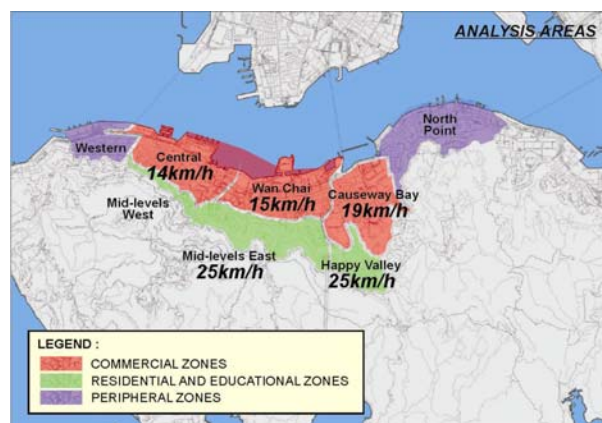 ANALYSIS AREAS
North
Point
Western
Central
14km/h
Wan Chai
15km/h
Causeway Bay
19km/h
Mid-levels
West
Mid-levels East
25km/h
Happy Valley
25km/h
LEGEND :
COMMERCIAL ZONES
RESIDENTIAL AND EDUCATIONAL ZONES
PERIPHERAL ZONES